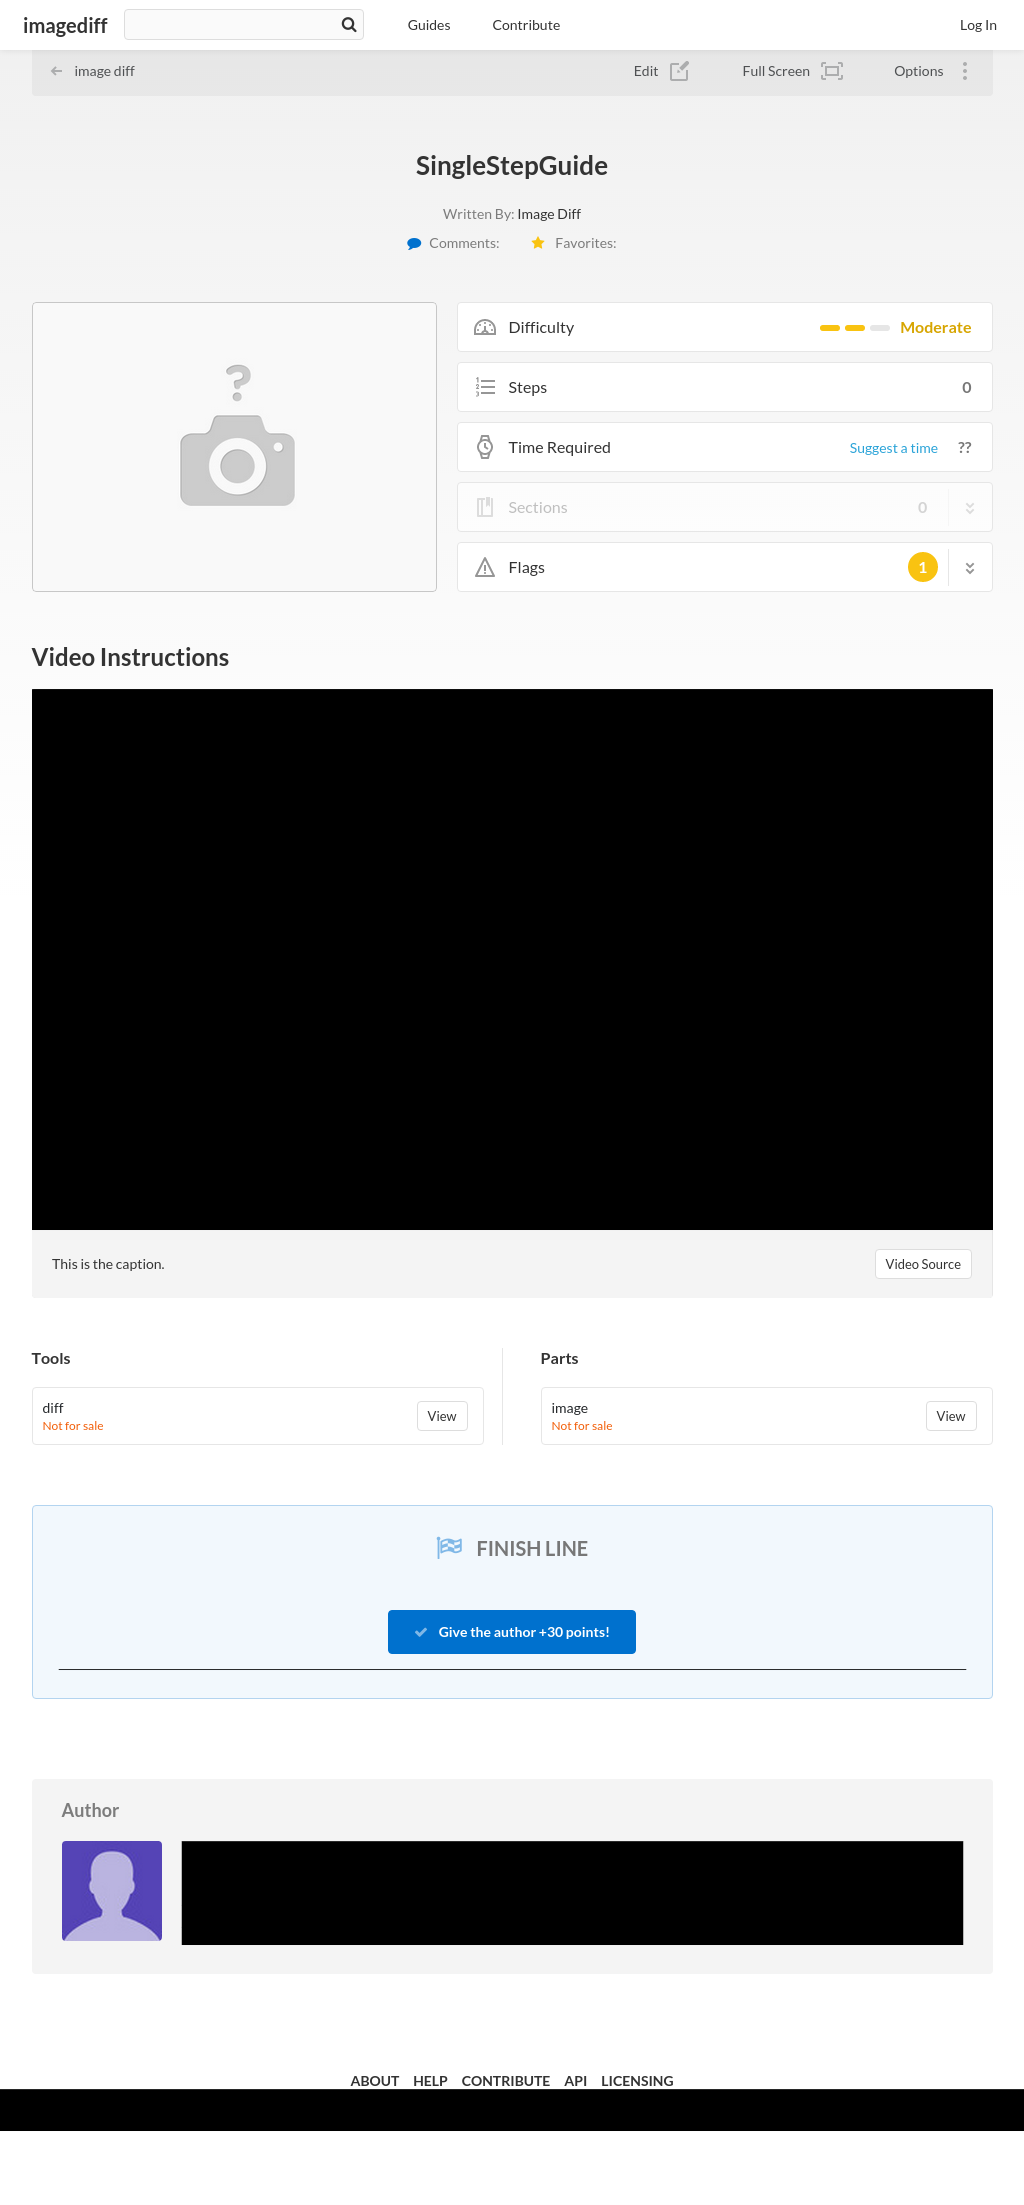 imagediff Guides Contribute Log In
image diff Edit Full Screen Options
SingleStepGuide
Written By: Image Diff
Comments: Favorites:
?
Difficulty Moderate
Steps 0
Time Required Suggest a time ??
Sections 0
Flags 1
Video Instructions
This is the caption. Video Source
Tools
diff
Not for sale
View
Parts
image
Not for sale
View
FINISH LINE
Give the author +30 points!
Author
ABOUT HELP CONTRIBUTE API LICENSING